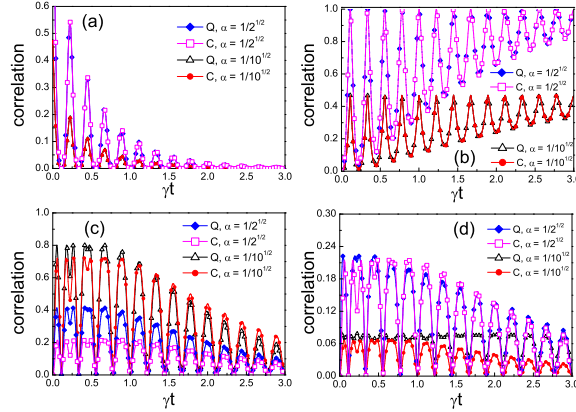 (a)
Q, α = 1/2^1/2
C, α = 1/2^1/2
Q, α = 1/10^1/2
C, α = 1/10^1/2
correlation
0.6
0.5
0.4
0.3
0.2
0.1
0.0
0.0 0.5 1.0 1.5 2.0 2.5 3.0
γt
(b)
Q, α = 1/2^1/2
C, α = 1/2^1/2
Q, α = 1/10^1/2
C, α = 1/10^1/2
correlation
1.0
0.8
0.6
0.4
0.2
0.0
0.0 0.5 1.0 1.5 2.0 2.5 3.0
γt
(c)
Q, α = 1/2^1/2
C, α = 1/2^1/2
Q, α = 1/10^1/2
C, α = 1/10^1/2
correlation
1.0
0.8
0.6
0.4
0.2
0.0
0.0 0.5 1.0 1.5 2.0 2.5 3.0
γt
(d)
Q, α = 1/2^1/2
C, α = 1/2^1/2
Q, α = 1/10^1/2
C, α = 1/10^1/2
correlation
0.30
0.24
0.18
0.12
0.06
0.00
0.0 0.5 1.0 1.5 2.0 2.5 3.0
γt